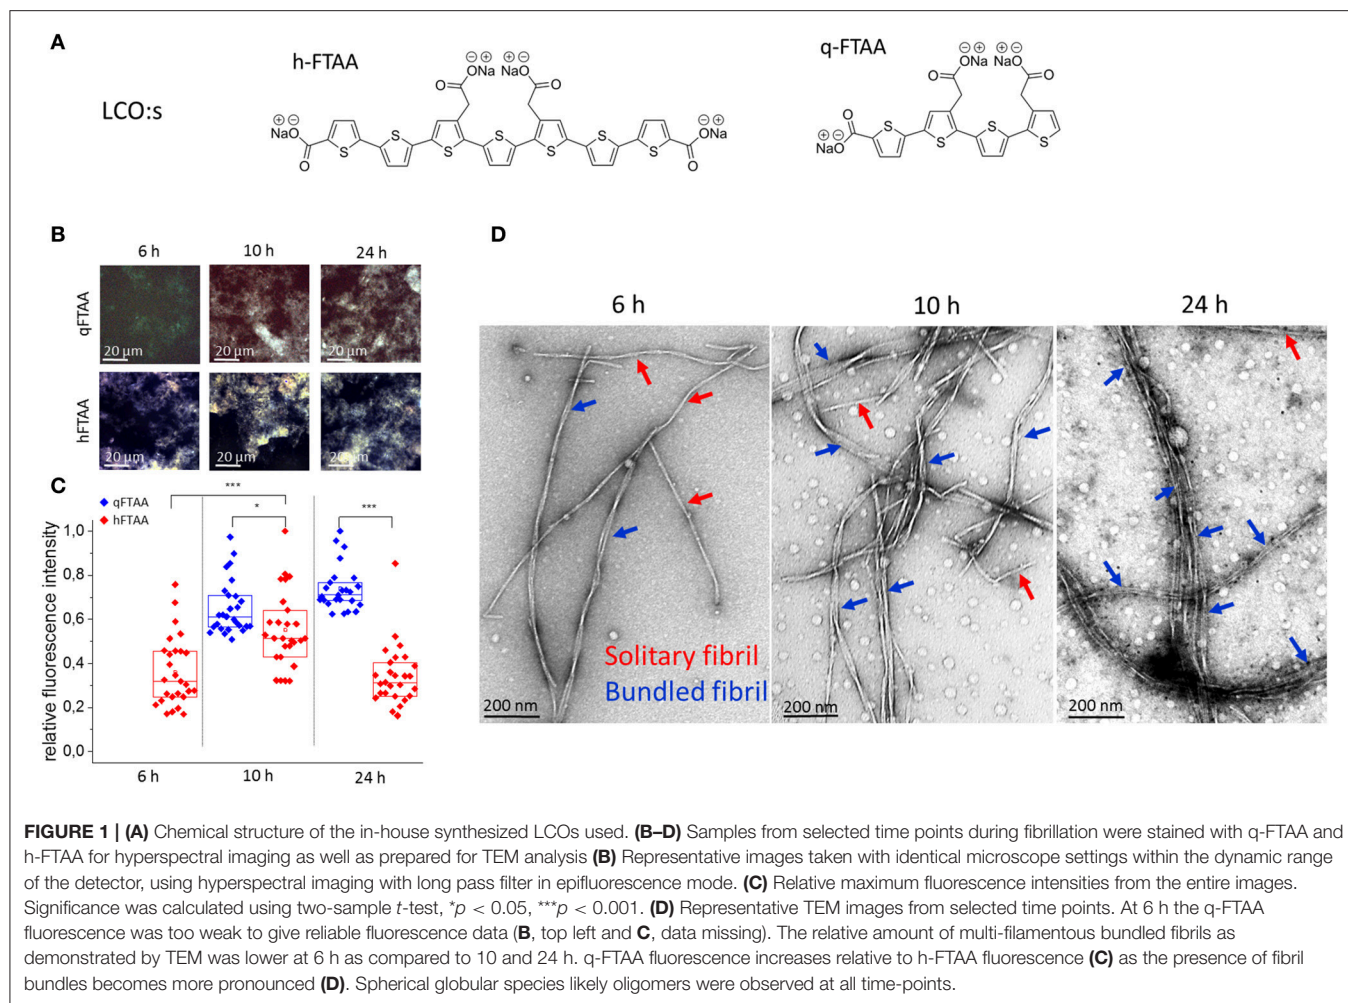 A
h-FTAA
q-FTAA
LCO:s
⊖⊕
ONa
O
⊕⊖
NaO
O
⊕⊖
NaO
O
S
S
S
S
S
S
S
⊖⊕
ONa
O
⊖⊕
ONa
O
⊕⊖
NaO
O
⊕⊖
NaO
O
S
S
S
S
B
6 h
10 h
24 h
qFTAA
20 µm
20 µm
20 µm
hFTAA
20 µm
20 µm
20 µm
C
qFTAA
hFTAA
***
*
***
relative fluorescence intensity
1,0
0,8
0,6
0,4
0,2
0,0
6 h
10 h
24 h
D
6 h
10 h
24 h
Solitary fibril
Bundled fibril
200 nm
200 nm
200 nm
FIGURE 1 | (A) Chemical structure of the in-house synthesized LCOs used. (B–D) Samples from selected time points during fibrillation were stained with q-FTAA and
h-FTAA for hyperspectral imaging as well as prepared for TEM analysis (B) Representative images taken with identical microscope settings within the dynamic range
of the detector, using hyperspectral imaging with long pass filter in epifluorescence mode. (C) Relative maximum fluorescence intensities from the entire images.
Significance was calculated using two-sample t-test, *p < 0.05, ***p < 0.001. (D) Representative TEM images from selected time points. At 6 h the q-FTAA
fluorescence was too weak to give reliable fluorescence data (B, top left and C, data missing). The relative amount of multi-filamentous bundled fibrils as
demonstrated by TEM was lower at 6 h as compared to 10 and 24 h. q-FTAA fluorescence increases relative to h-FTAA fluorescence (C) as the presence of fibril
bundles becomes more pronounced (D). Spherical globular species likely oligomers were observed at all time-points.